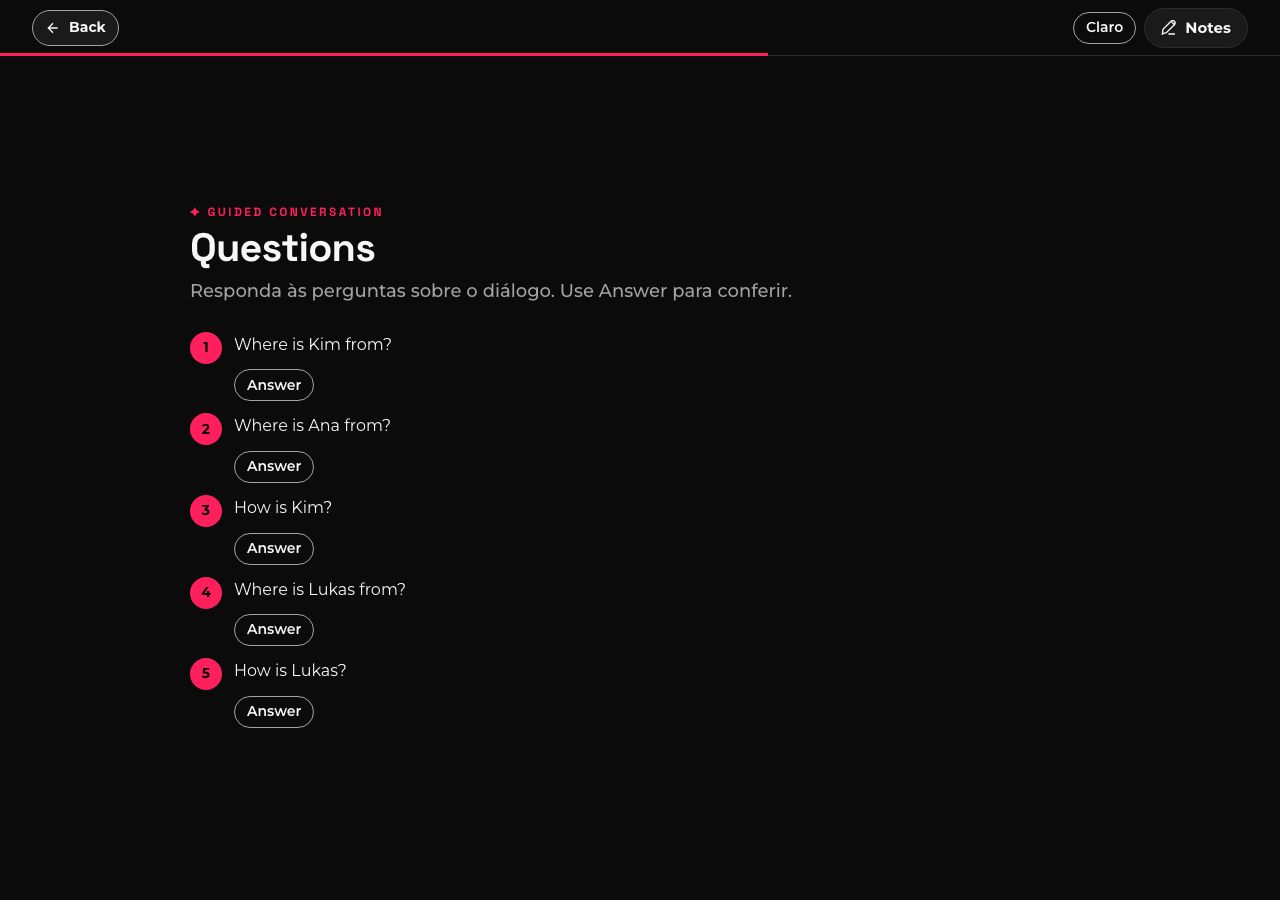 Back
Claro
Notes
GUIDED CONVERSATION
Questions
Responda às perguntas sobre o diálogo. Use Answer para conferir.
1 Where is Kim from?
Answer
2 Where is Ana from?
Answer
3 How is Kim?
Answer
4 Where is Lukas from?
Answer
5 How is Lukas?
Answer